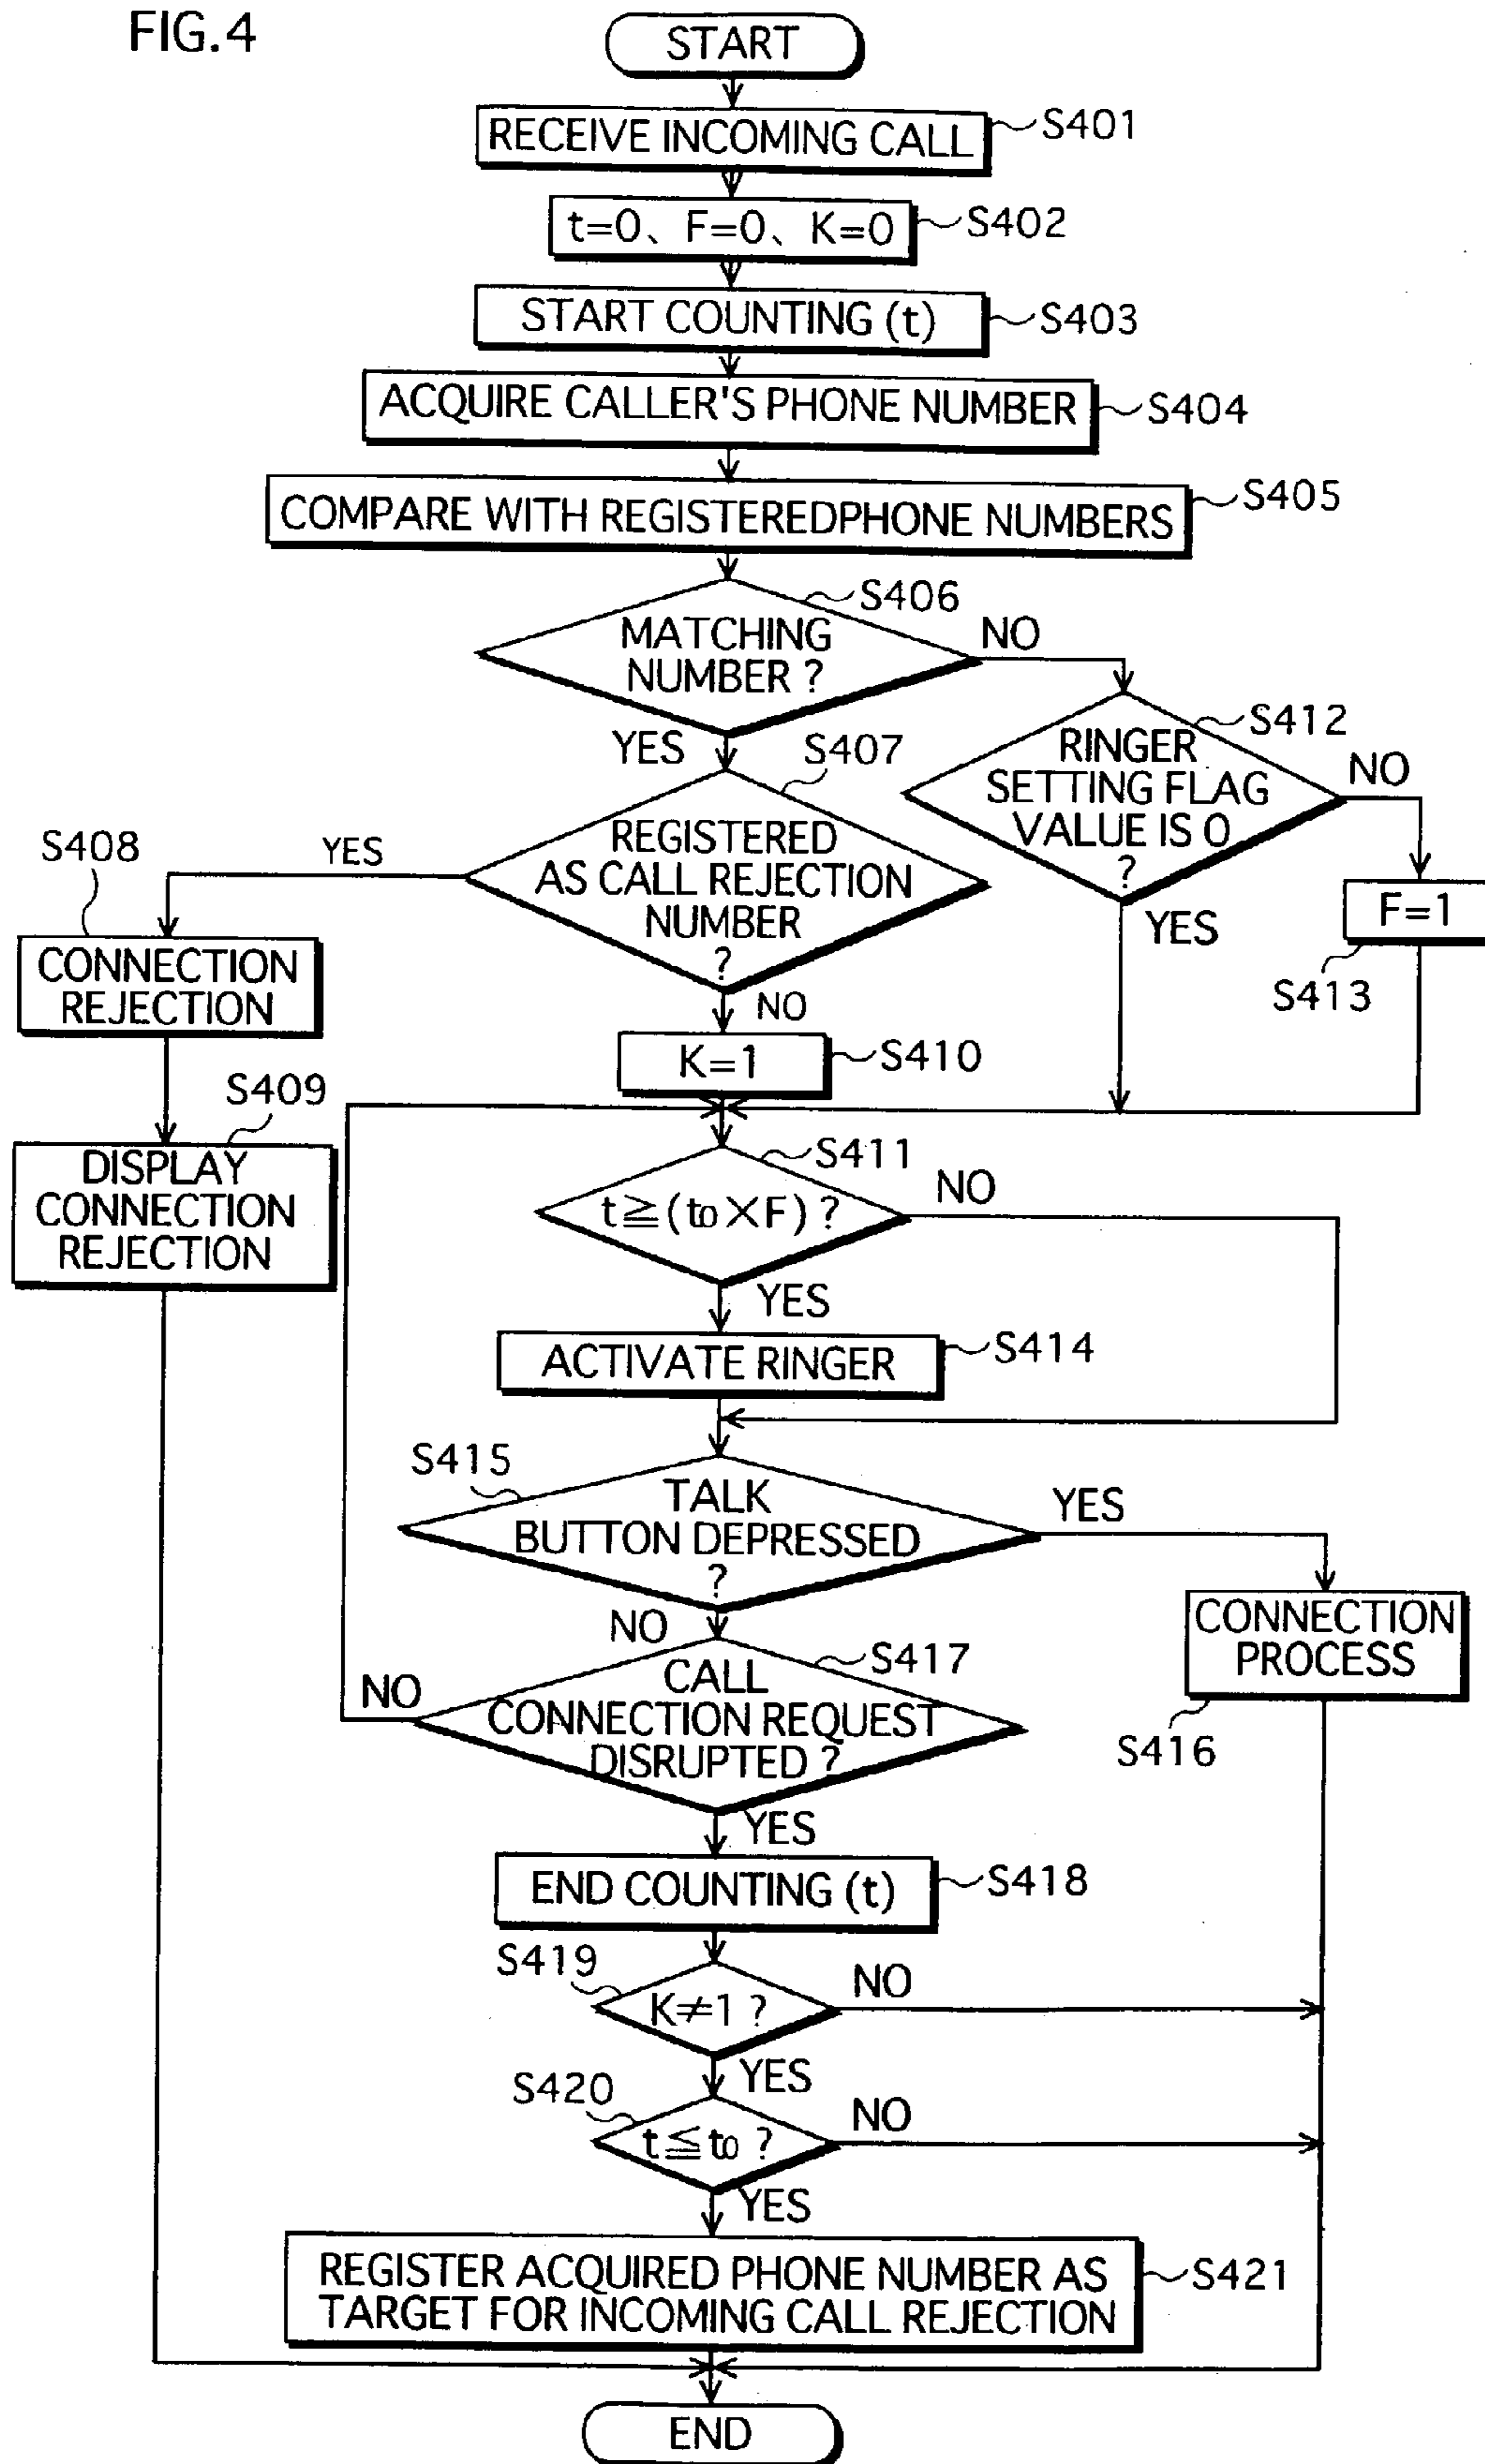 FIG.4
START
RECEIVE INCOMING CALL
S401
t=0、F=0、K=0
S402
START COUNTING (t)
S403
ACQUIRE CALLER'S PHONE NUMBER
S404
COMPARE WITH REGISTEREDPHONE NUMBERS
S405
S406
MATCHING
NUMBER ?
NO
YES
S412
RINGER
SETTING FLAG
VALUE IS 0
?
NO
YES
F=1
S413
S407
REGISTERED
AS CALL REJECTION
NUMBER
?
YES
NO
S408
CONNECTION
REJECTION
S409
DISPLAY
CONNECTION
REJECTION
K=1
S410
S411
t≧(t0×F) ?
NO
YES
ACTIVATE RINGER
S414
S415
TALK
BUTTON DEPRESSED
?
YES
NO
CONNECTION
PROCESS
S416
S417
CALL
CONNECTION REQUEST
DISRUPTED ?
NO
YES
END COUNTING (t)
S418
S419
K≠1 ?
NO
YES
S420
t≦t0 ?
NO
YES
REGISTER ACQUIRED PHONE NUMBER AS
TARGET FOR INCOMING CALL REJECTION
S421
END